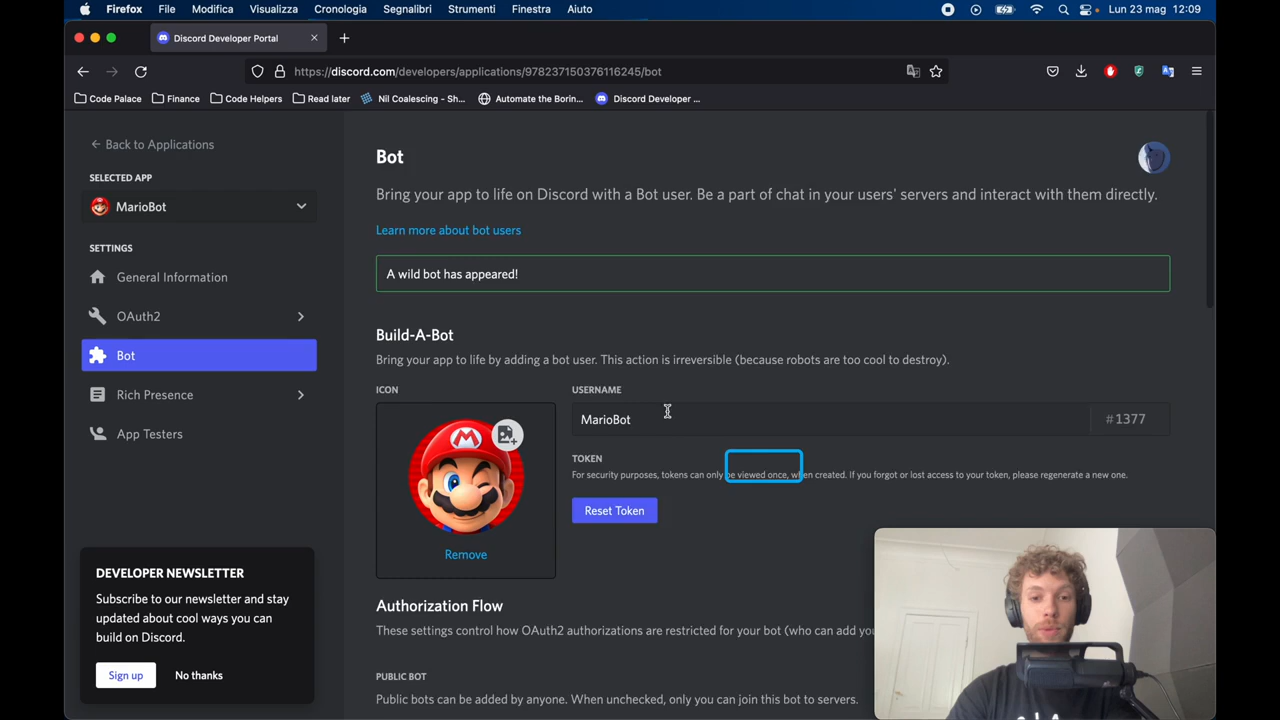 Firefox File Modifica Visualizza Cronologia Segnalibri Strumenti Finestra Aiuto Lun 23 mag 12:09
Discord Developer Portal
https://discord.com/developers/applications/978237150376116245/bot
Code Palace Finance Code Helpers Read later Nil Coalescing - Sh... Automate the Borin... Discord Developer ...
Back to Applications
SELECTED APP
MarioBot
SETTINGS
General Information
OAuth2
Bot
Rich Presence
App Testers
DEVELOPER NEWSLETTER
Subscribe to our newsletter and stay
updated about cool ways you can
build on Discord.
Sign up No thanks
Bot
Bring your app to life on Discord with a Bot user. Be a part of chat in your users' servers and interact with them directly.
Learn more about bot users
A wild bot has appeared!
Build-A-Bot
Bring your app to life by adding a bot user. This action is irreversible (because robots are too cool to destroy).
ICON
Remove
USERNAME
MarioBot #1377
TOKEN
For security purposes, tokens can only be viewed once, when created. If you forgot or lost access to your token, please regenerate a new one.
Reset Token
Authorization Flow
These settings control how OAuth2 authorizations are restricted for your bot (who can add you
PUBLIC BOT
Public bots can be added by anyone. When unchecked, only you can join this bot to servers.